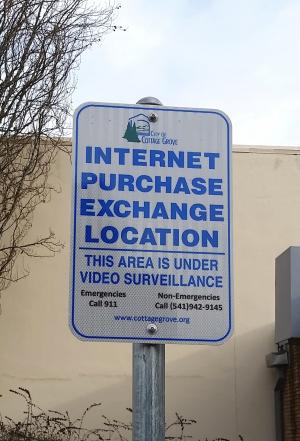 CITY OF
COTTAGE GROVE
INTERNET
PURCHASE
EXCHANGE
LOCATION
THIS AREA IS UNDER
VIDEO SURVEILLANCE
Emergencies Non-Emergencies
Call 911 Call (541)942-9145
www.cottagegrove.org